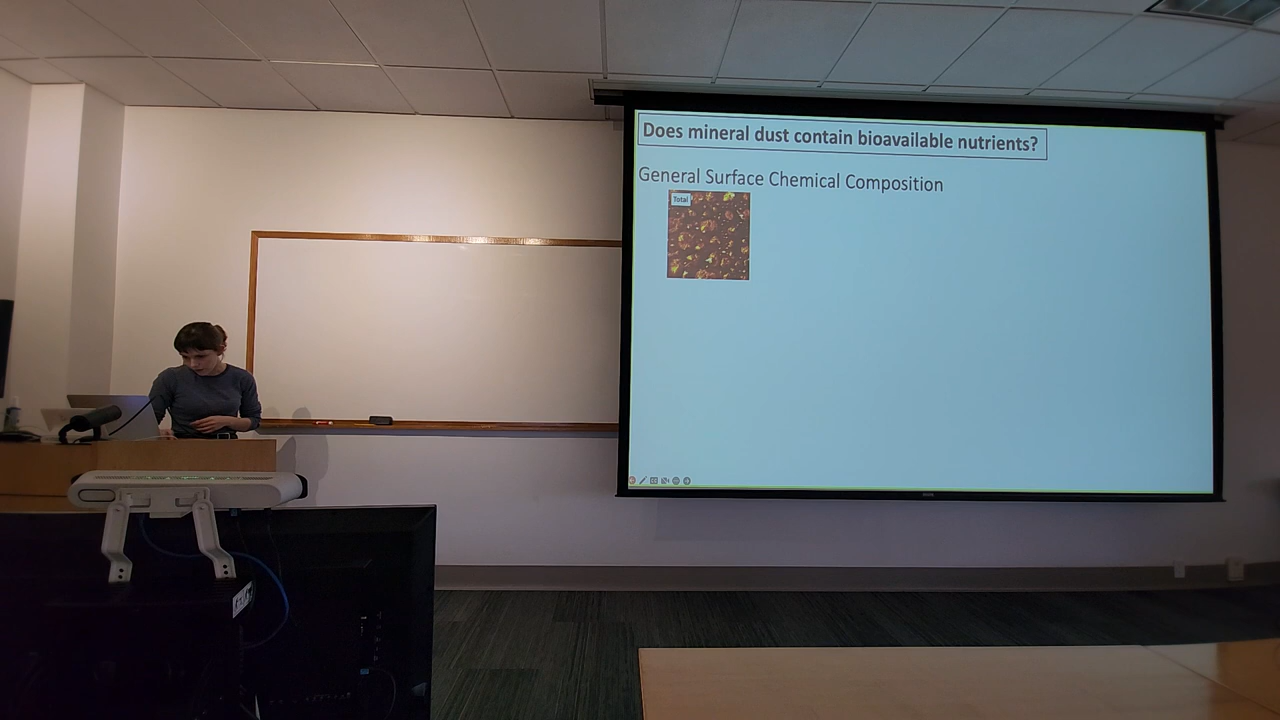 Does mineral dust contain bioavailable nutrients?
General Surface Chemical Composition
Total